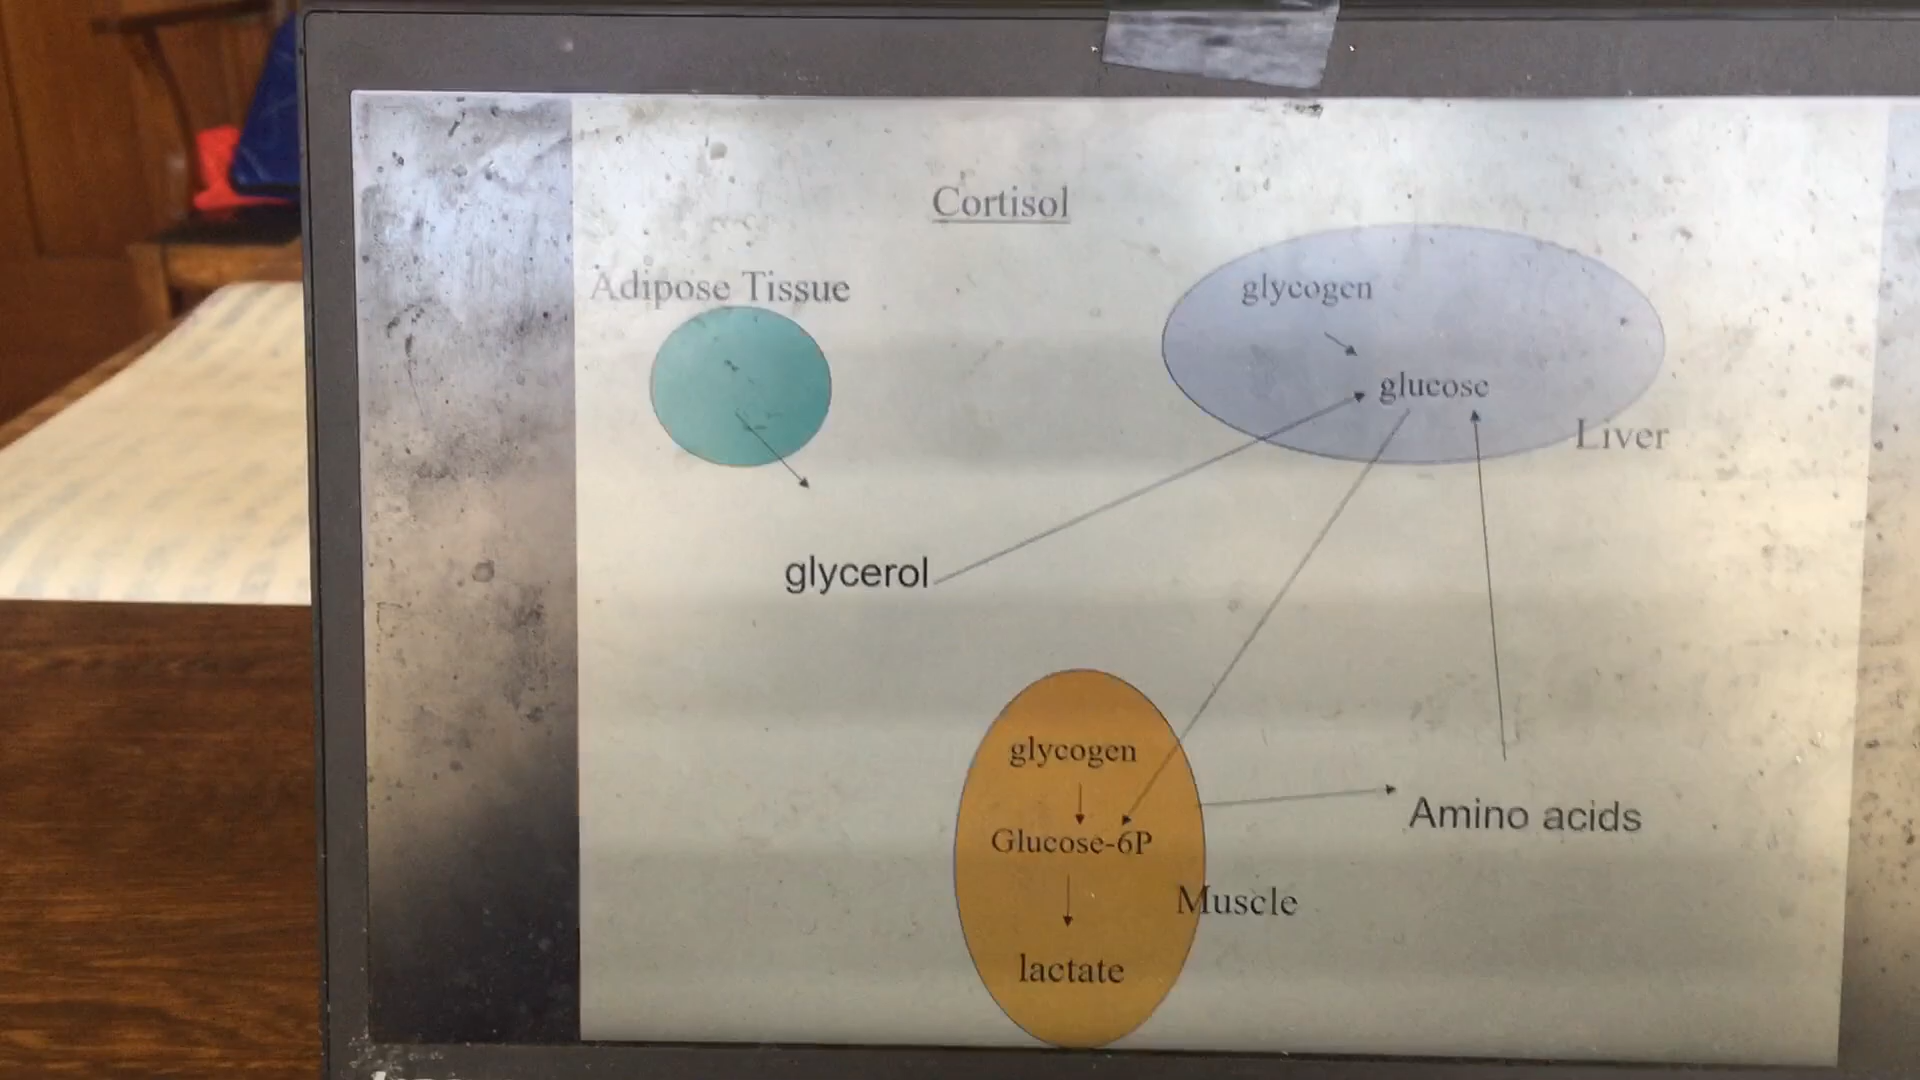 Cortisol
Adipose Tissue
glycogen
glucose
Liver
glycerol
glycogen
Glucose-6P
Amino acids
Muscle
lactate